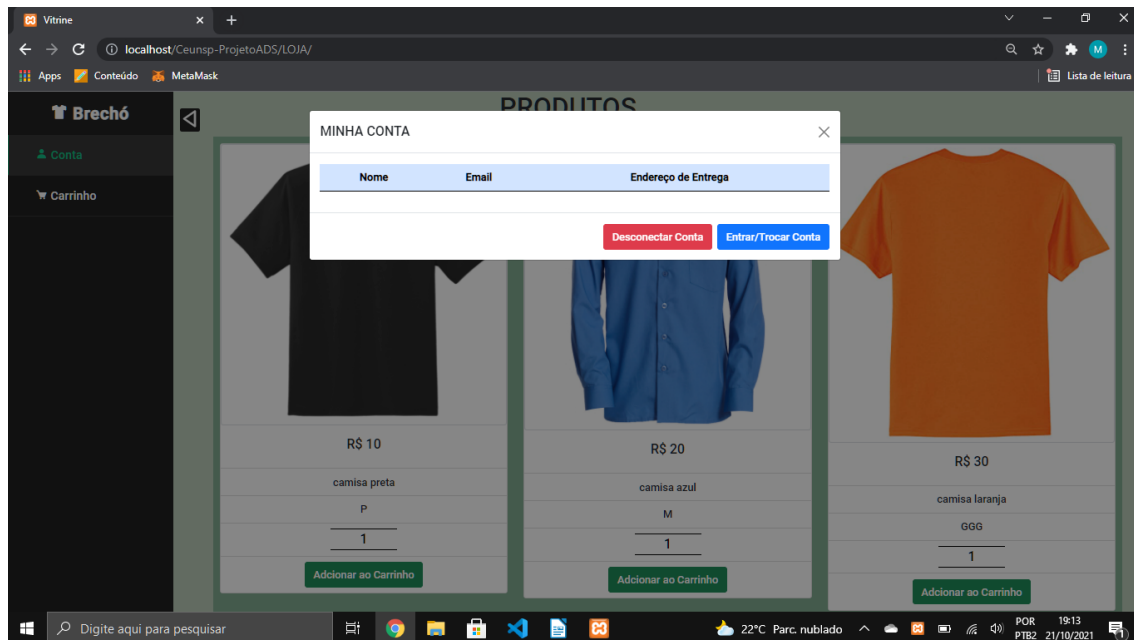 Vitrine
localhost/Ceunsp-ProjetoADS/LOJA/
M
Apps Conteúdo MetaMask Lista de leitura
Brechó
PRODUTOS
Conta
Carrinho
MINHA CONTA
Nome Email Endereço de Entrega
Desconectar Conta Entrar/Trocar Conta
R$ 10
camisa preta
P
1
Adcionar ao Carrinho
R$ 20
camisa azul
M
1
Adcionar ao Carrinho
R$ 30
camisa laranja
GGG
1
Adcionar ao Carrinho
Digite aqui para pesquisar
22°C Parc. nublado
POR
PTB2
19:13
21/10/2021
1